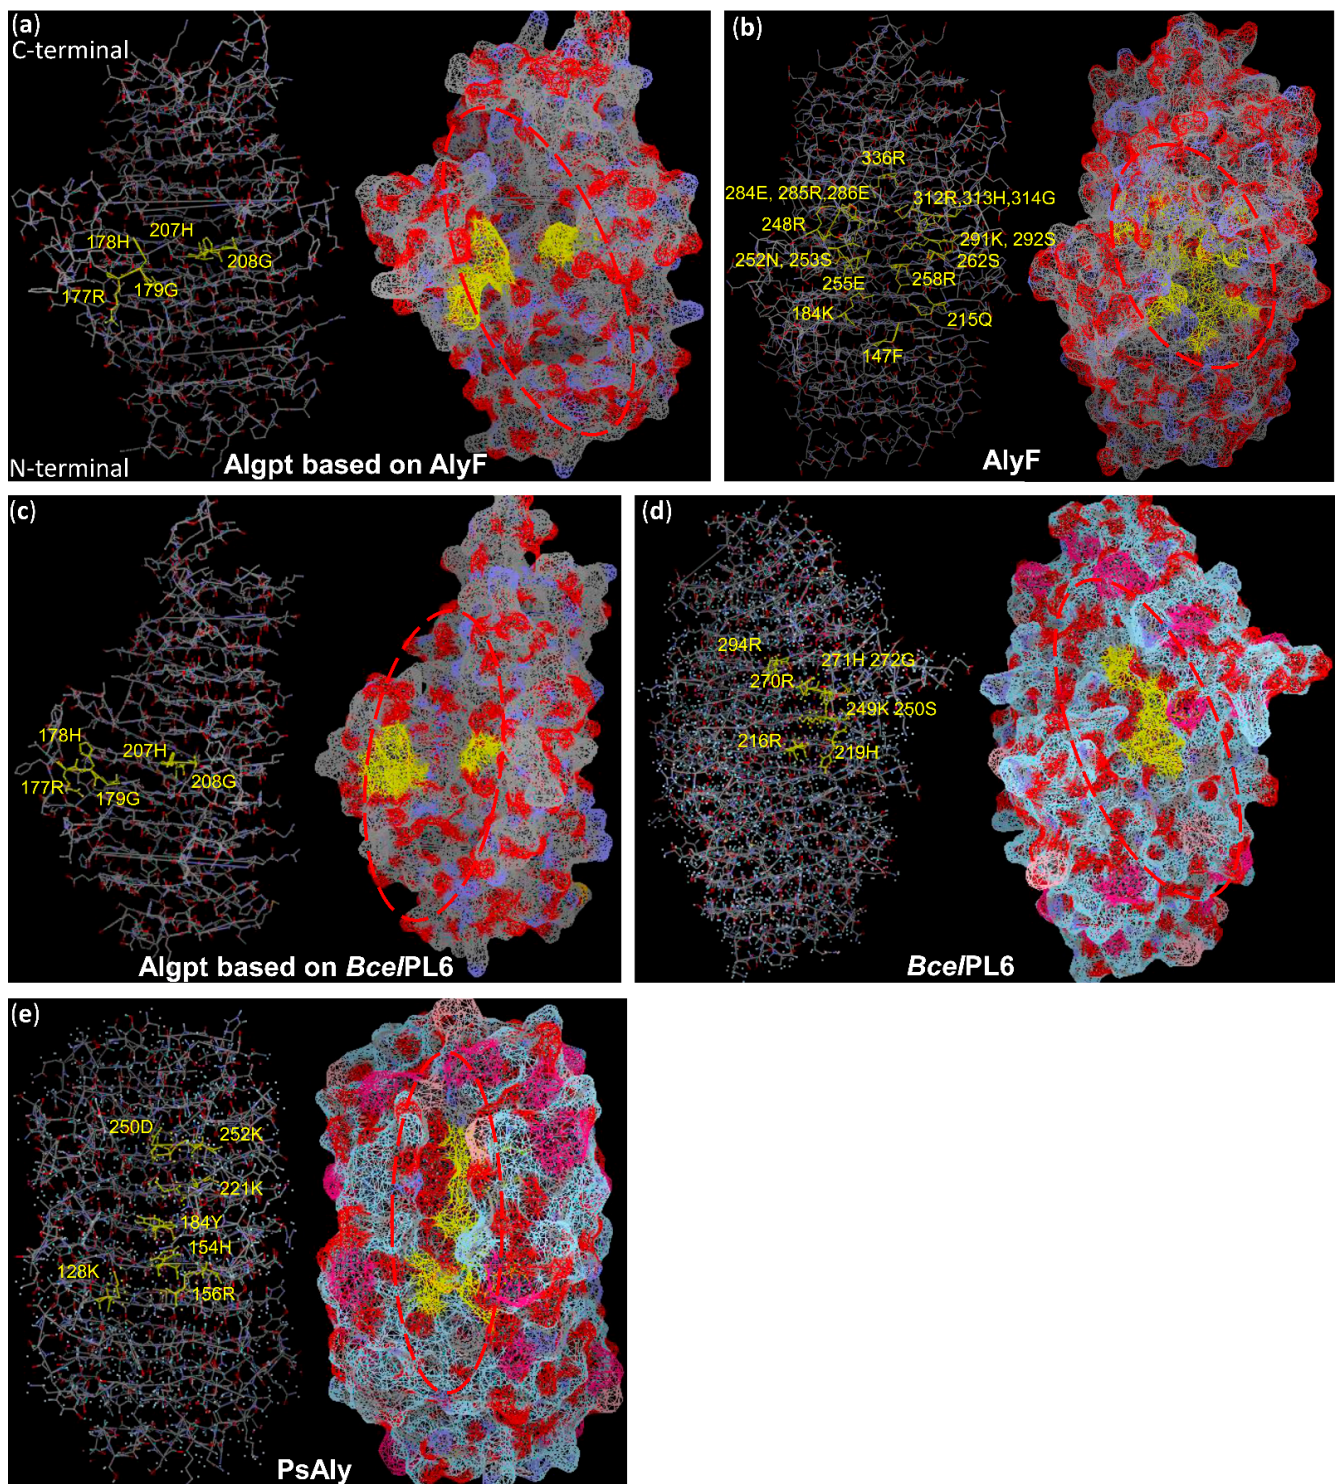 (a)
C-terminal
178H
207H
208G
177R
179G
N-terminal
Algpt based on AlyF
(b)
336R
284E, 285R,286E
312R,313H,314G
248R
291K, 292S
252N, 253S
262S
255E
258R
184K
215Q
147F
AlyF
(c)
178H
207H
177R
179G
208G
Algpt based on BcelPL6
(d)
294R
271H 272G
270R
249K 250S
216R
219H
BcelPL6
(e)
250D
252K
221K
184Y
154H
128K
156R
PsAly